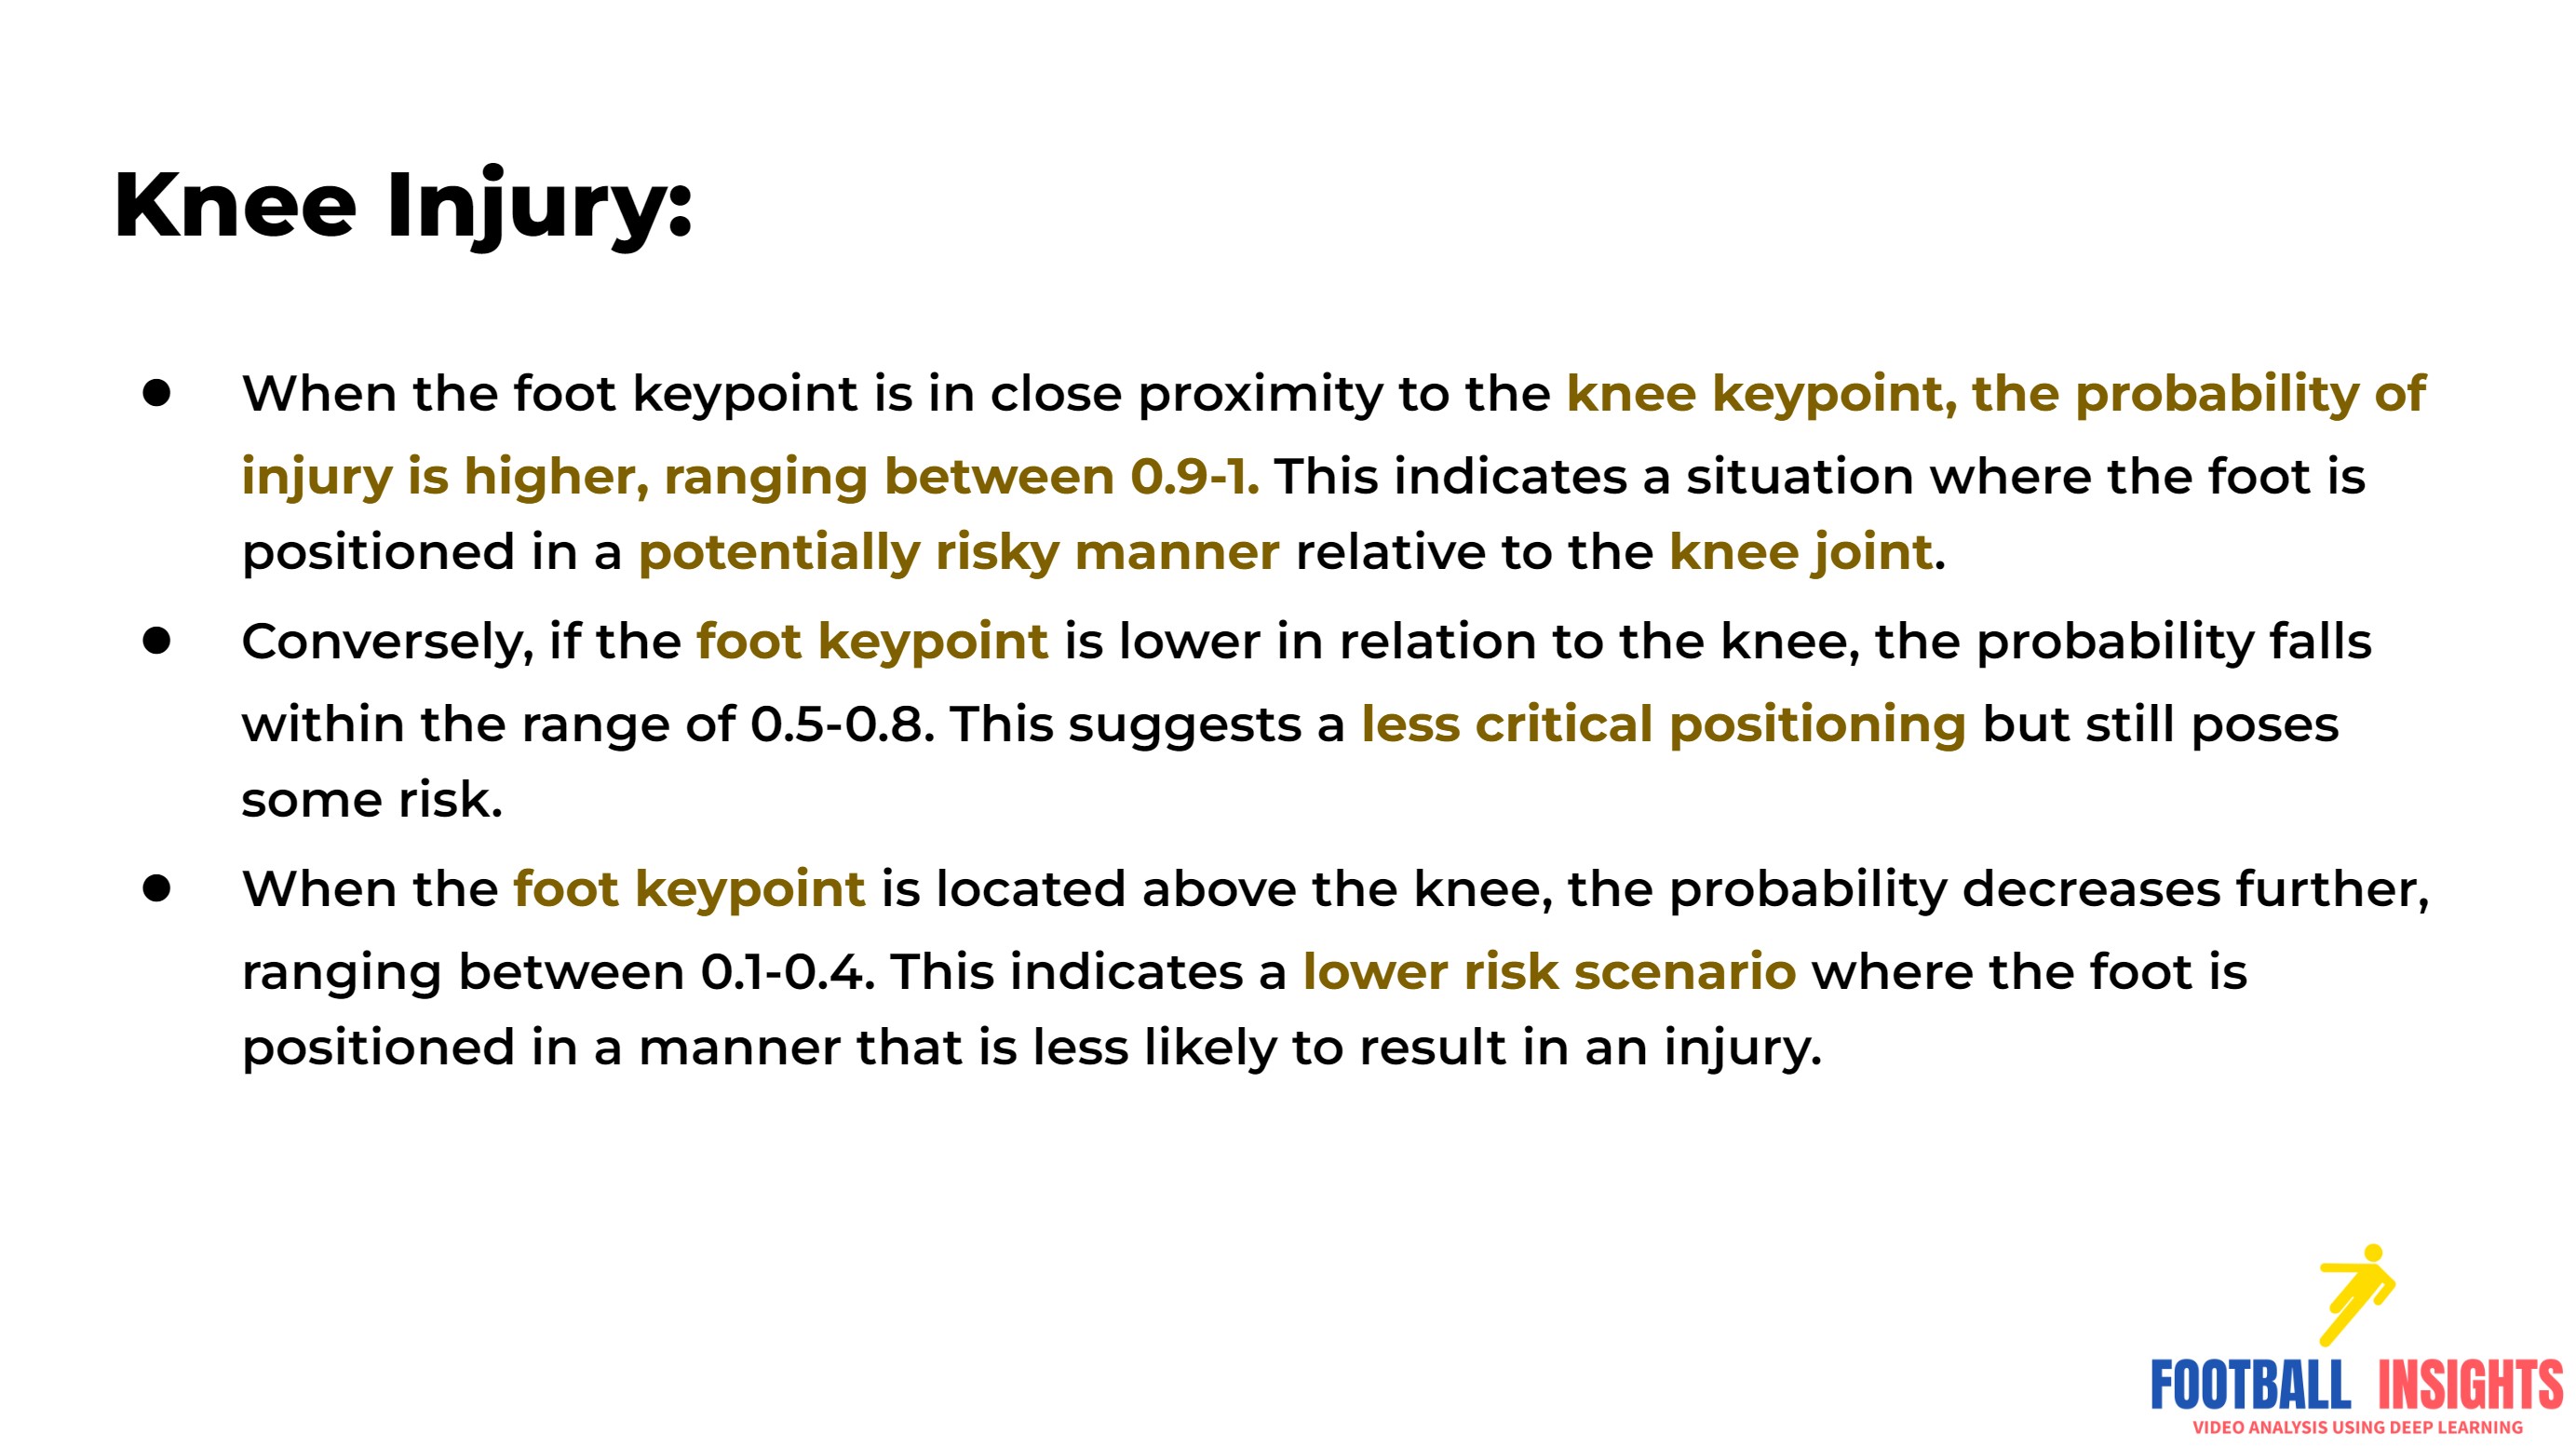 Knee Injury:
● When the foot keypoint is in close proximity to the knee keypoint, the probability of
injury is higher, ranging between 0.9-1. This indicates a situation where the foot is
positioned in a potentially risky manner relative to the knee joint.
● Conversely, if the foot keypoint is lower in relation to the knee, the probability falls
within the range of 0.5-0.8. This suggests a less critical positioning but still poses
some risk.
● When the foot keypoint is located above the knee, the probability decreases further,
ranging between 0.1-0.4. This indicates a lower risk scenario where the foot is
positioned in a manner that is less likely to result in an injury.
FOOTBALL INSIGHTS
VIDEO ANALYSIS USING DEEP LEARNING